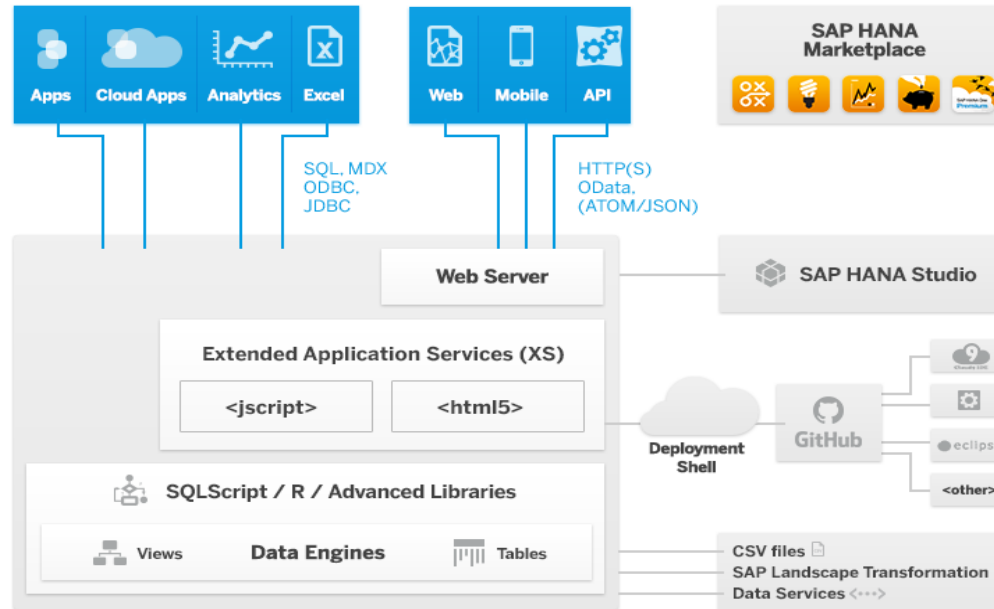 Apps
Cloud Apps
Analytics
Excel
Web
Mobile
API
SAP HANA
Marketplace
SQL, MDX
ODBC,
JDBC
HTTP(S)
OData,
(ATOM/JSON)
Web Server
SAP HANA Studio
Extended Application Services (XS)
<jscript>
<html5>
Deployment
Shell
GitHub
eclips
<other>
SQLScript / R / Advanced Libraries
Views
Data Engines
Tables
CSV files
SAP Landscape Transformation
Data Services <···>